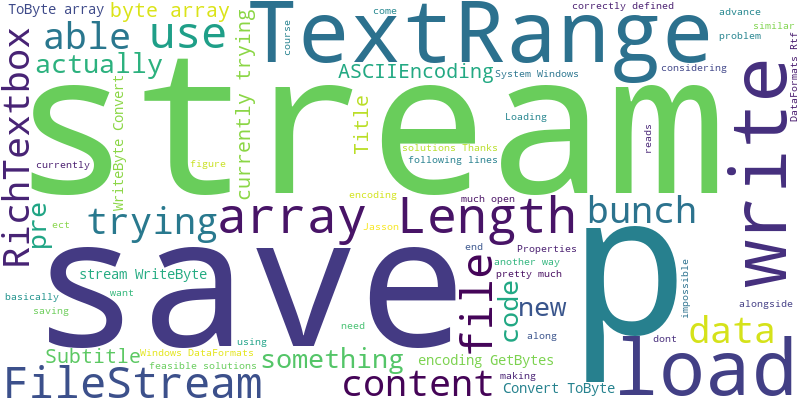 ToByte array
byte array
able
use
TextRange
correctly defined
advance
similar
problem
come
course
actually
ASCIIEncoding
System Windows
considering
DataFormats Rtf
RichTextbox
WriteByte Convert
currently trying
Title
Loading
stream
write
reads
currently
figure
solutions Thanks
following lines
pre
ect
trying
array Length
encoding
Jasson
much open
bunch
p
save
stream WriteByte
end
Properties
another way
pretty much
file
impossible
basically
saving
want
code
new
along
alongside
using
need
dont
data
Subtitle
Windows DataFormats
feasible solutions
something
encoding GetBytes
making
FileStream
content
Convert ToByte
load